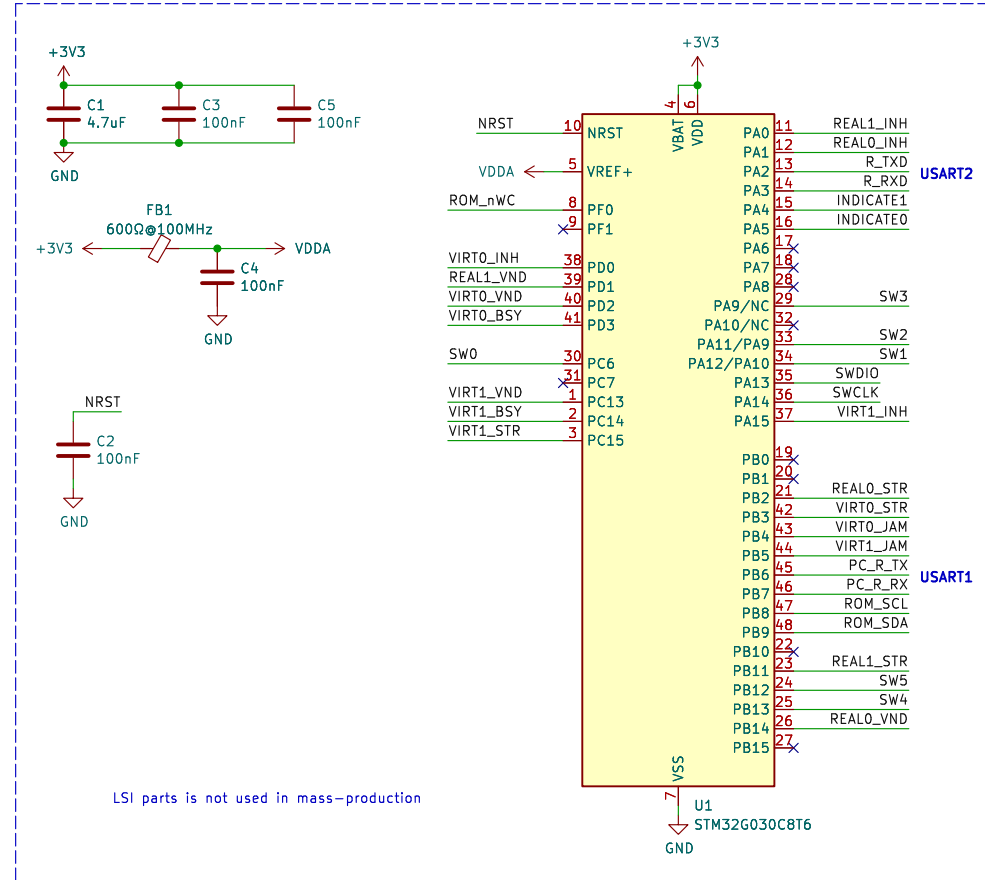 +3V3
C1
4.7uF
C3
100nF
C5
100nF
GND
FB1
600Ω@100MHz
+3V3
VDDA
C4
100nF
GND
NRST
C2
100nF
GND
LSI parts is not used in mass-production
+3V3
4
6
VBAT
VDD
NRST 10 NRST
VDDA 5 VREF+
ROM_nWC 8 PF0
9 PF1
VIRT0_INH 38 PD0
REAL1_VND 39 PD1
VIRT0_VND 40 PD2
VIRT0_BSY 41 PD3
SW0 30 PC6
31 PC7
VIRT1_VND 1 PC13
VIRT1_BSY 2 PC14
VIRT1_STR 3 PC15
PA0 11 REAL1_INH
PA1 12 REAL0_INH
PA2 13 R_TXD
USART2
PA3 14 R_RXD
PA4 15 INDICATE1
PA5 16 INDICATE0
PA6 17
PA7 18
PA8 28
PA9/NC 29 SW3
PA10/NC 32
PA11/PA9 33 SW2
PA12/PA10 34 SW1
PA13 35 SWDIO
PA14 36 SWCLK
PA15 37 VIRT1_INH
PB0 19
PB1 20
PB2 21 REAL0_STR
PB3 42 VIRT0_STR
PB4 43 VIRT0_JAM
PB5 44 VIRT1_JAM
PB6 45 PC_R_TX
USART1
PB7 46 PC_R_RX
PB8 47 ROM_SCL
PB9 48 ROM_SDA
PB10 22
PB11 23 REAL1_STR
PB12 24 SW5
PB13 25 SW4
PB14 26 REAL0_VND
PB15 27
VSS
7
U1
STM32G030C8T6
GND